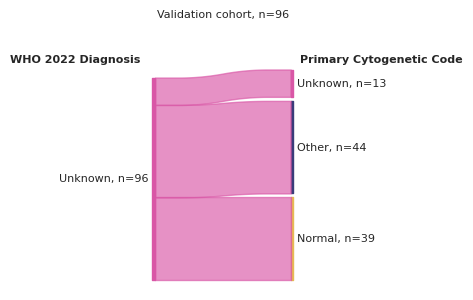 Validation cohort, n=96
WHO 2022 Diagnosis
Primary Cytogenetic Code
Unknown, n=13
Other, n=44
Unknown, n=96
Normal, n=39